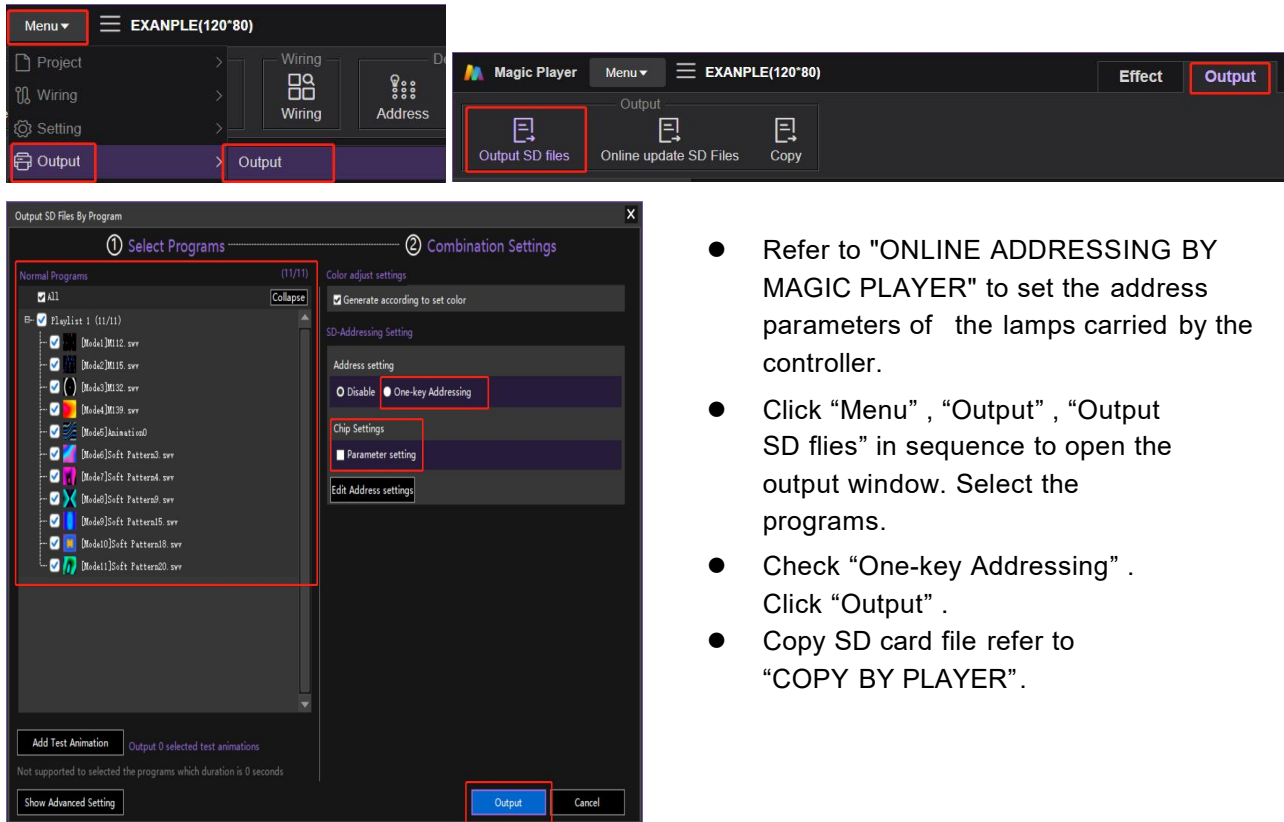 Menu ▾ ☰ EXANPLE(120*80)
Project >
Wiring >
Setting >
Output > Output
Wiring
Wiring
De
Address
Magic Player Menu ▾ ☰ EXANPLE(120*80) Effect Output
Output
Output SD files Online update SD Files Copy
Output SD Files By Program X
① Select Programs ② Combination Settings
Normal Programs (11/11)
All Collapse
Playlist 1 (11/11)
[Mode1]M112.swv
[Mode2]M115.swv
[Mode3]M132.swv
[Mode4]M139.swv
[Mode5]Animation0
[Mode6]Soft Pattern3.swv
[Mode7]Soft Pattern4.swv
[Mode8]Soft Pattern9.swv
[Mode9]Soft Pattern15.swv
[Mode10]Soft Pattern18.swv
[Mode11]Soft Pattern20.swv
Add Test Animation Output 0 selected test animations
Not supported to selected the programs which duration is 0 seconds
Show Advanced Setting
Color adjust settings
Generate according to set color
SD-Addressing Setting
Address setting
Disable One-key Addressing
Chip Settings
Parameter setting
Edit Address settings
Output Cancel
● Refer to "ONLINE ADDRESSING BY
MAGIC PLAYER" to set the address
parameters of the lamps carried by the
controller.
● Click “Menu” , “Output” , “Output
SD flies” in sequence to open the
output window. Select the
programs.
● Check “One-key Addressing” .
Click “Output” .
● Copy SD card file refer to
“COPY BY PLAYER” .